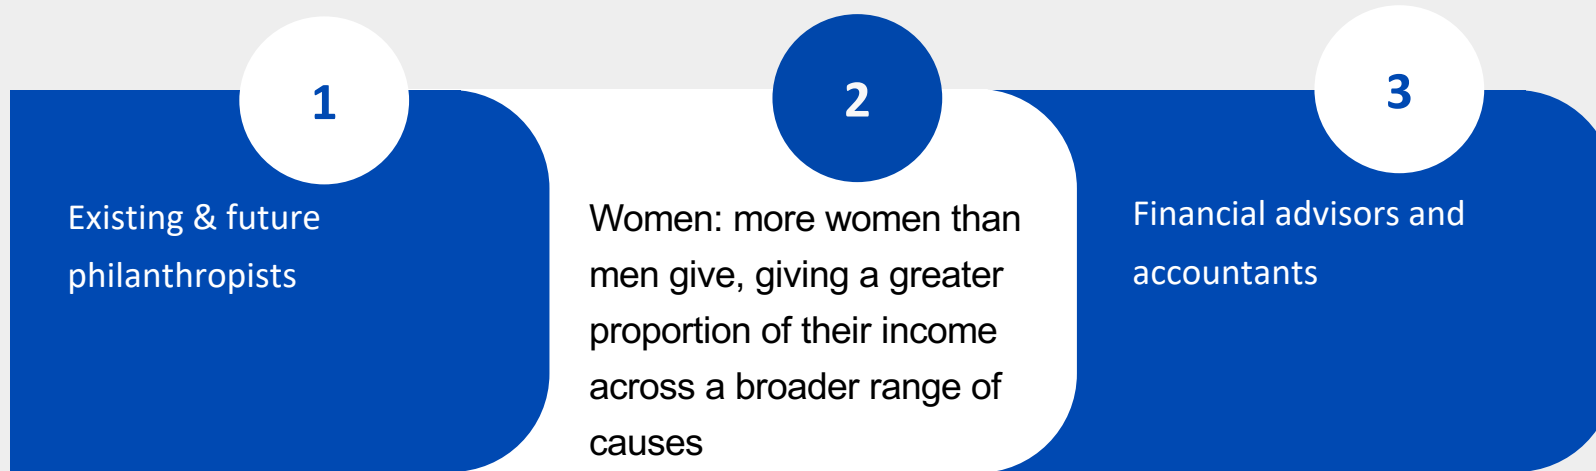 1
Existing & future
philanthropists
2
Women: more women than
men give, giving a greater
proportion of their income
across a broader range of
causes
3
Financial advisors and
accountants